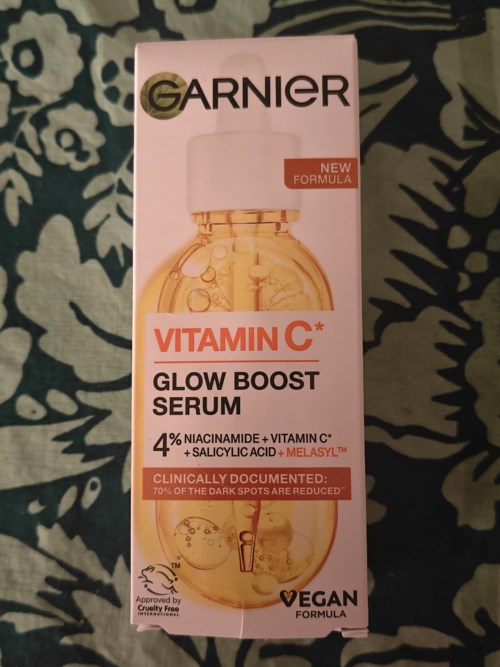 GARNIER
NEW
FORMULA
VITAMIN C*
GLOW BOOST
SERUM
4% NIACINAMIDE + VITAMIN C*
+ SALICYLIC ACID + MELASYL™
CLINICALLY DOCUMENTED:
70% OF THE DARK SPOTS ARE REDUCED**
TM
Approved by
Cruelty Free
INTERNATIONAL
VEGAN
FORMULA